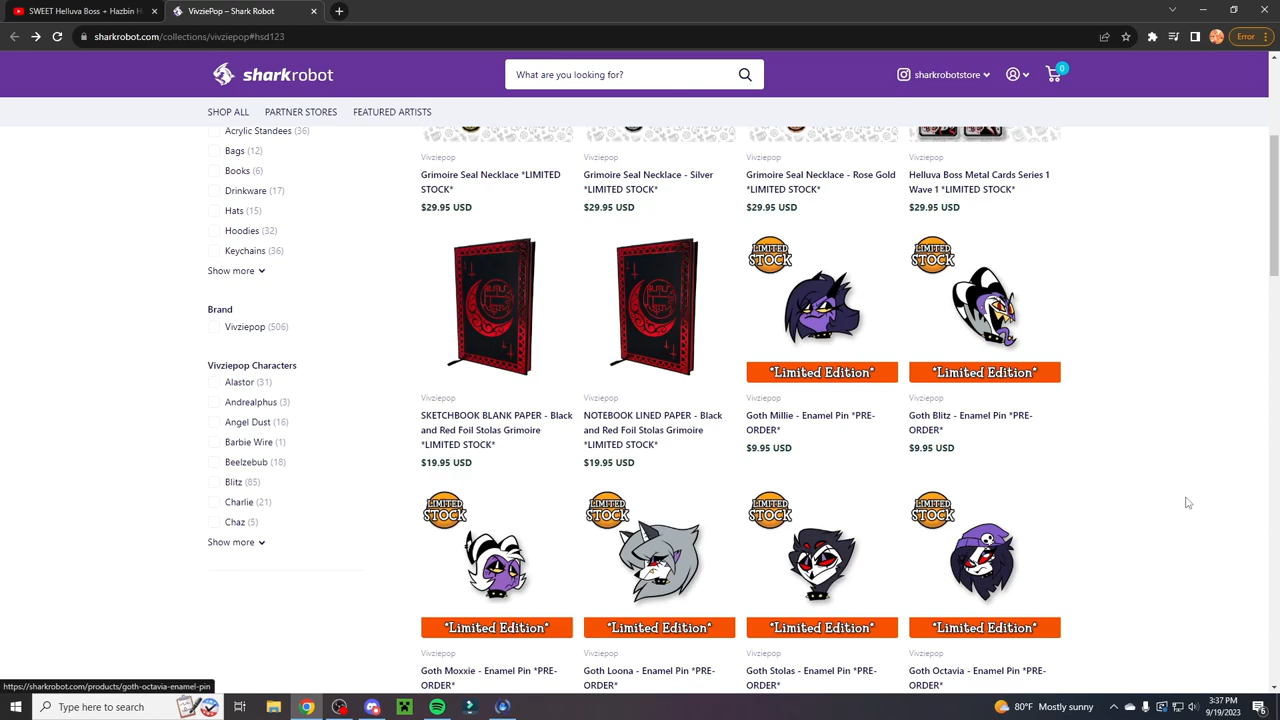 SWEET Helluva Boss + Hazbin H
VivziePop – Shark Robot
sharkrobot.com/collections/vivziepop#hsd123
Error
sharkrobot
What are you looking for?
sharkrobotstore
0
SHOP ALL
PARTNER STORES
FEATURED ARTISTS
Acrylic Standees (36)
Bags (12)
Books (6)
Drinkware (17)
Hats (15)
Hoodies (32)
Keychains (36)
Show more
Brand
Vivziepop (506)
Vivziepop Characters
Alastor (31)
Andrealphus (3)
Angel Dust (16)
Barbie Wire (1)
Beelzebub (18)
Blitz (85)
Charlie (21)
Chaz (5)
Show more
Vivziepop
Grimoire Seal Necklace *LIMITED
STOCK*
$29.95 USD
Vivziepop
Grimoire Seal Necklace - Silver
*LIMITED STOCK*
$29.95 USD
Vivziepop
Grimoire Seal Necklace - Rose Gold
*LIMITED STOCK*
$29.95 USD
Vivziepop
Helluva Boss Metal Cards Series 1
Wave 1 *LIMITED STOCK*
$29.95 USD
Vivziepop
SKETCHBOOK BLANK PAPER - Black
and Red Foil Stolas Grimoire
*LIMITED STOCK*
$19.95 USD
Vivziepop
NOTEBOOK LINED PAPER - Black
and Red Foil Stolas Grimoire
*LIMITED STOCK*
$19.95 USD
LIMITED
STOCK
*Limited Edition*
Vivziepop
Goth Millie - Enamel Pin *PRE-
ORDER*
$9.95 USD
LIMITED
STOCK
*Limited Edition*
Vivziepop
Goth Blitz - Enamel Pin *PRE-
ORDER*
$9.95 USD
LIMITED
STOCK
*Limited Edition*
Vivziepop
Goth Moxxie - Enamel Pin *PRE-
ORDER*
LIMITED
STOCK
*Limited Edition*
Vivziepop
Goth Loona - Enamel Pin *PRE-
ORDER*
LIMITED
STOCK
*Limited Edition*
Vivziepop
Goth Stolas - Enamel Pin *PRE-
ORDER*
LIMITED
STOCK
*Limited Edition*
Vivziepop
Goth Octavia - Enamel Pin *PRE-
ORDER*
https://sharkrobot.com/products/goth-octavia-enamel-pin
Type here to search
80°F Mostly sunny
3:37 PM
9/19/2023
6